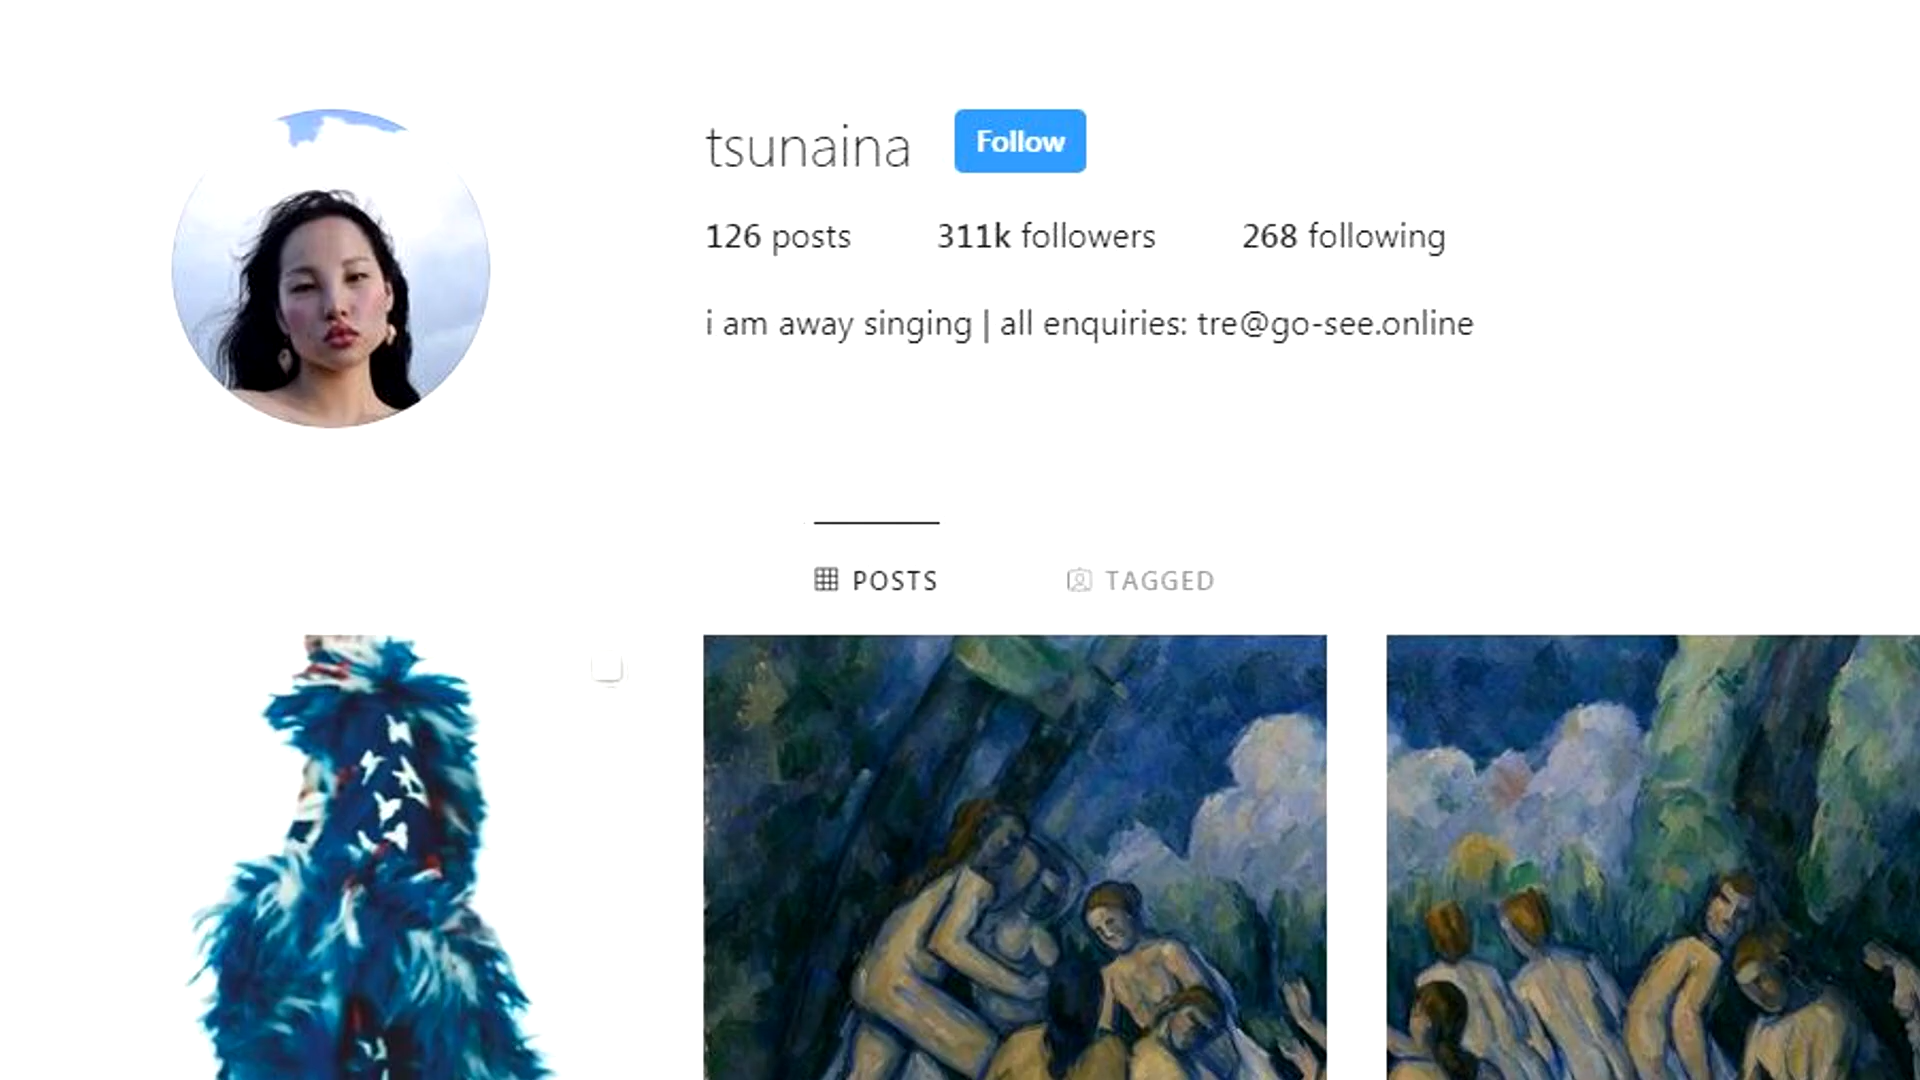 tsunaina Follow
126 posts 311k followers 268 following
i am away singing | all enquiries: tre@go-see.online
POSTS TAGGED